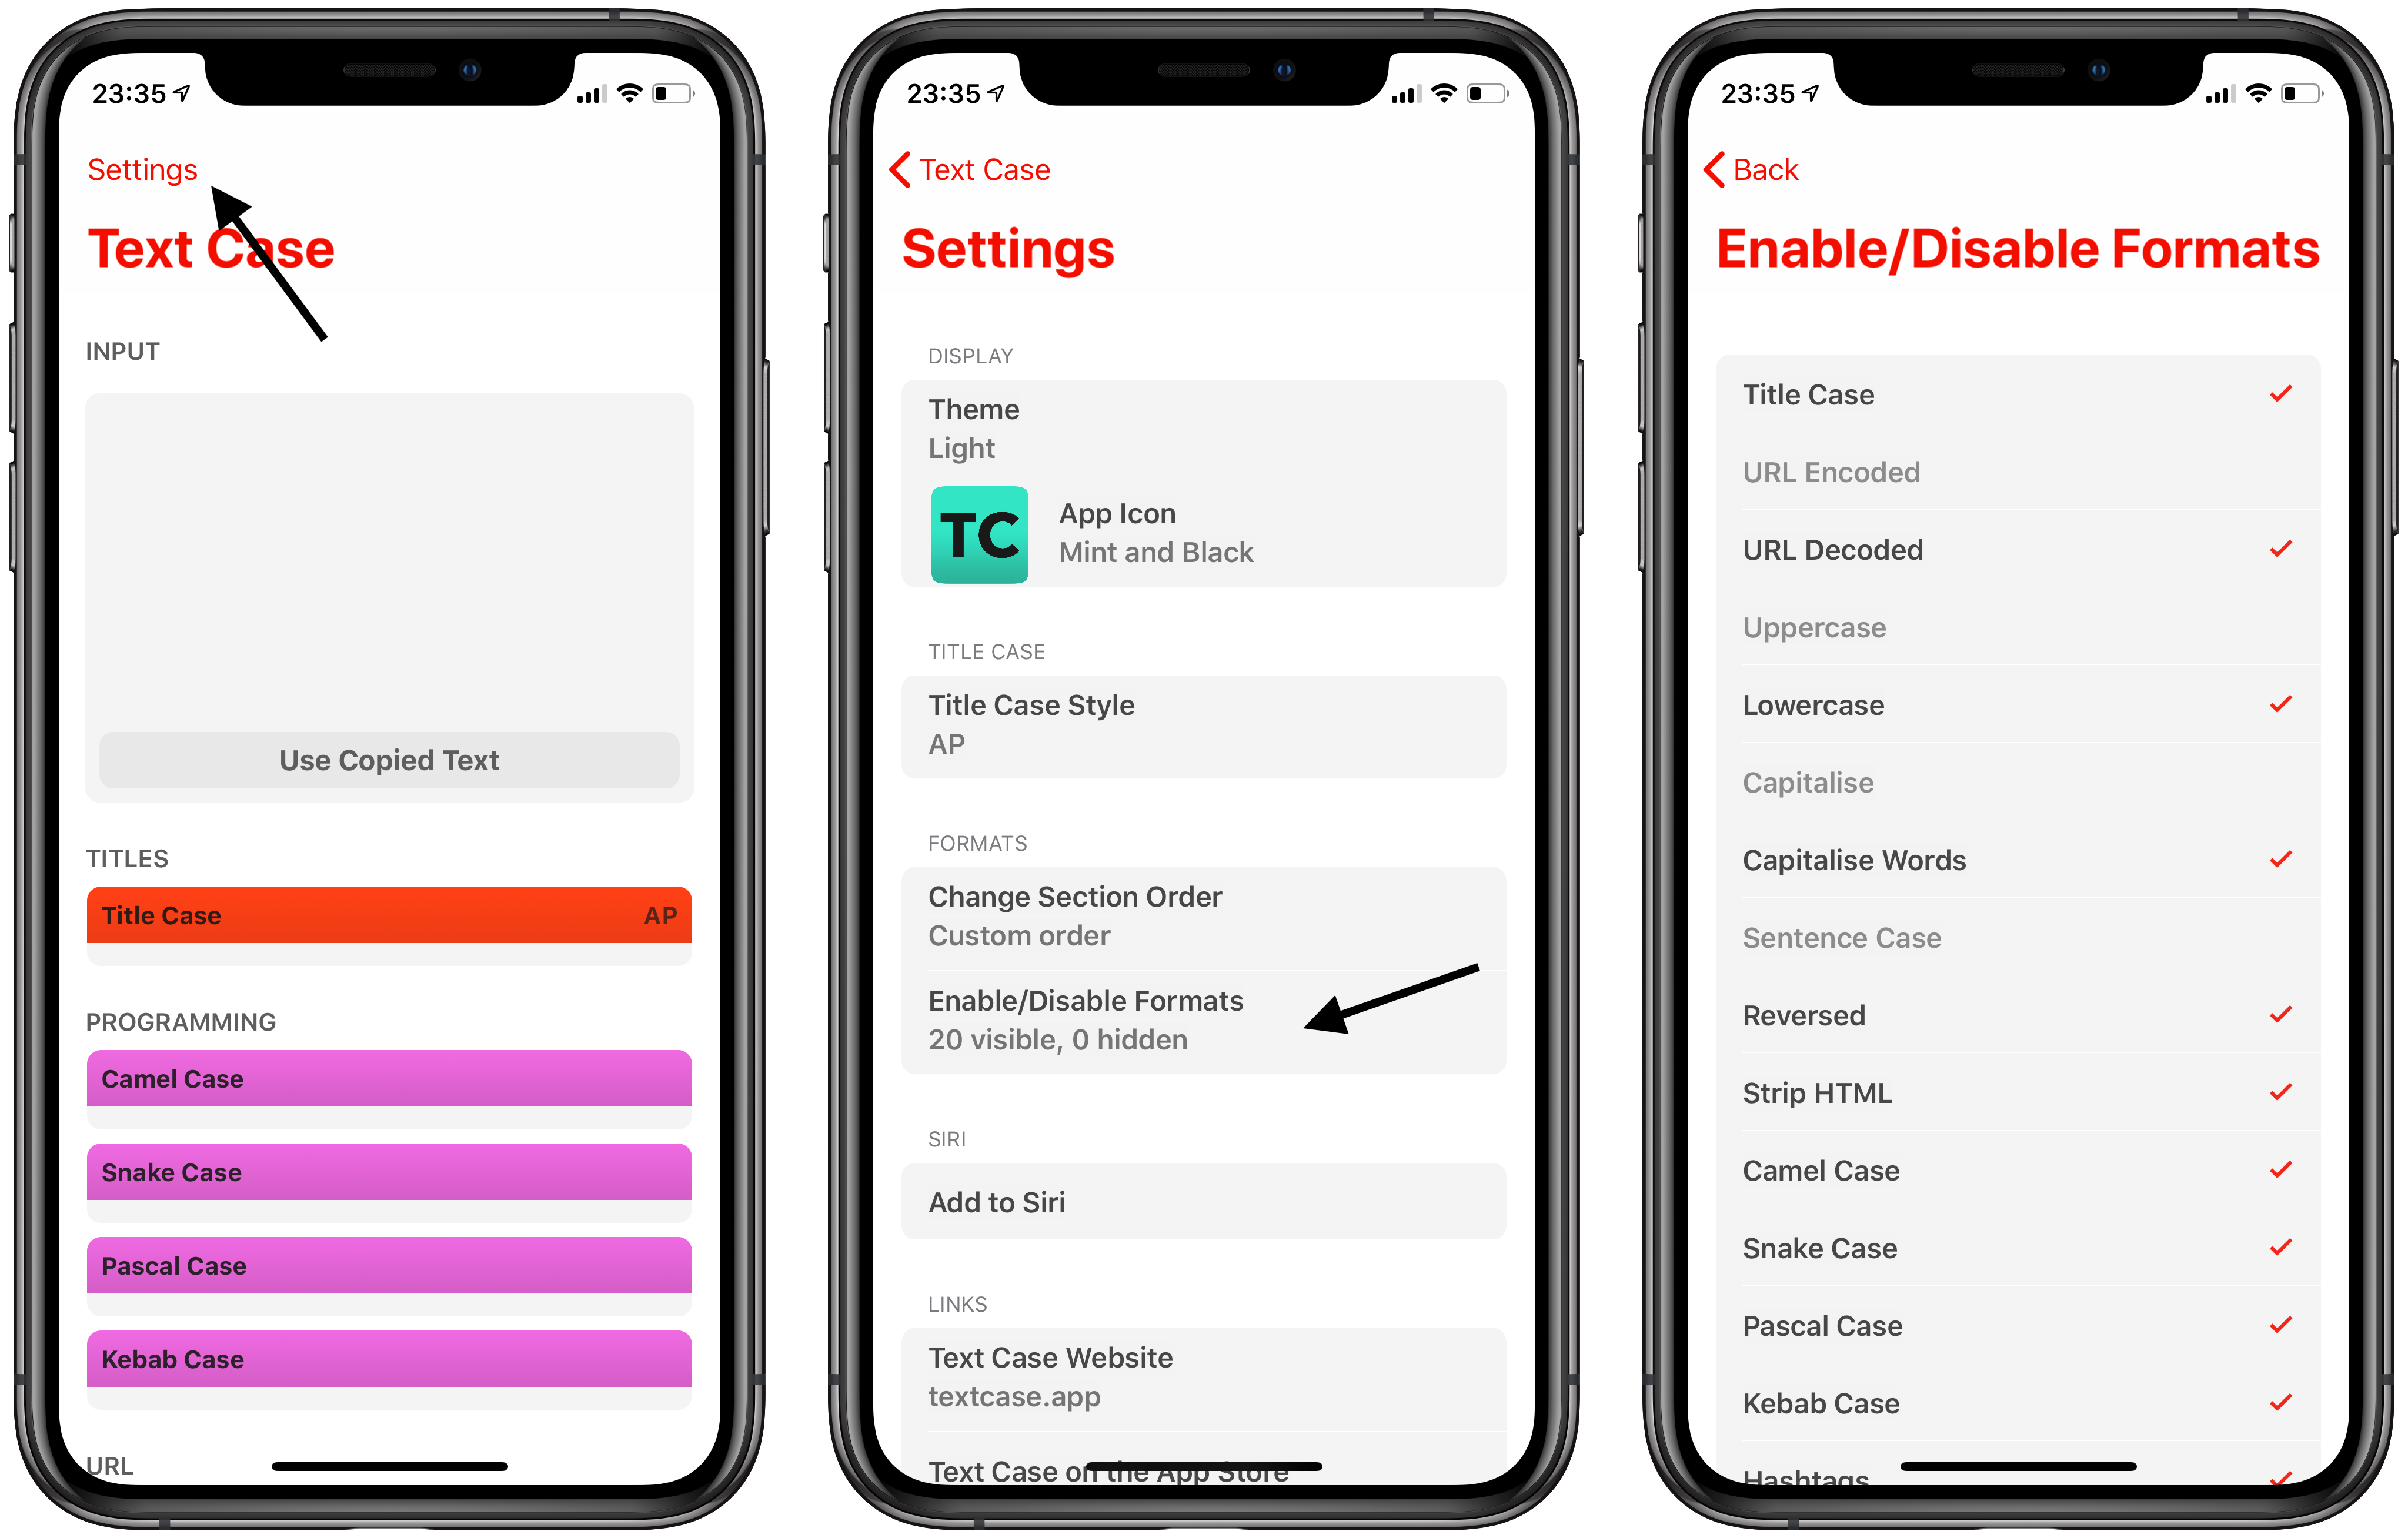 23:35
Settings
Text Case
INPUT
Use Copied Text
TITLES
Title Case AP
PROGRAMMING
Camel Case
Snake Case
Pascal Case
Kebab Case
URL
23:35
Text Case
Settings
DISPLAY
Theme
Light
TC
App Icon
Mint and Black
TITLE CASE
Title Case Style
AP
FORMATS
Change Section Order
Custom order
Enable/Disable Formats
20 visible, 0 hidden
SIRI
Add to Siri
LINKS
Text Case Website
textcase.app
Text Case on the App Store
23:35
Back
Enable/Disable Formats
Title Case
URL Encoded
URL Decoded
Uppercase
Lowercase
Capitalise
Capitalise Words
Sentence Case
Reversed
Strip HTML
Camel Case
Snake Case
Pascal Case
Kebab Case
Hashtags